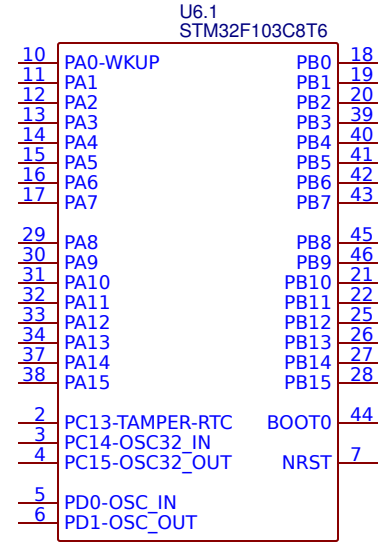 U6.1
STM32F103C8T6
10 PA0-WKUP PB0 18
11 PA1 PB1 19
12 PA2 PB2 20
13 PA3 PB3 39
14 PA4 PB4 40
15 PA5 PB5 41
16 PA6 PB6 42
17 PA7 PB7 43
29 PA8 PB8 45
30 PA9 PB9 46
31 PA10 PB10 21
32 PA11 PB11 22
33 PA12 PB12 25
34 PA13 PB13 26
37 PA14 PB14 27
38 PA15 PB15 28
2 PC13-TAMPER-RTC BOOT0 44
3 PC14-OSC32_IN
4 PC15-OSC32_OUT NRST 7
5 PD0-OSC_IN
6 PD1-OSC_OUT